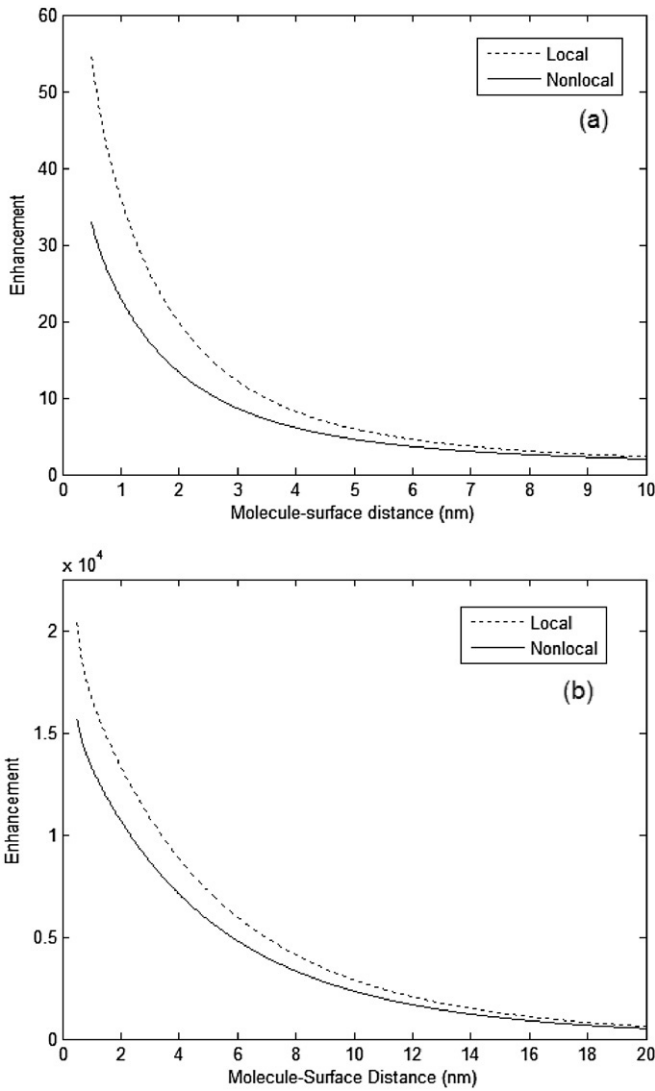 60
50
40
30
20
10
0
Enhancement
Local
Nonlocal
(a)
0 1 2 3 4 5 6 7 8 9 10
Molecule-surface distance (nm)
x 10^4
2
1.5
1
0.5
0
Enhancement
Local
Nonlocal
(b)
0 2 4 6 8 10 12 14 16 18 20
Molecule-Surface Distance (nm)